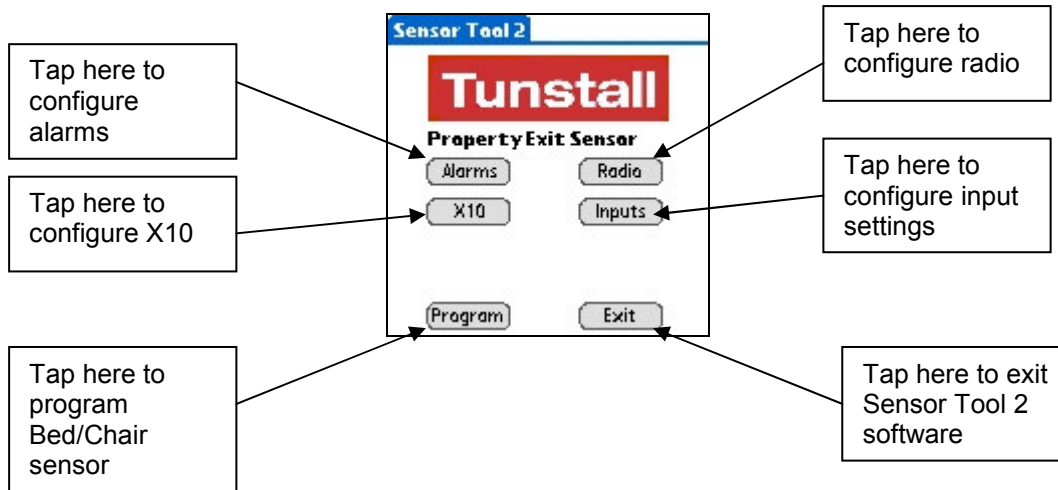 Sensor Tool 2
Tunstall
Property Exit Sensor
Alarms
Radio
X10
Inputs
Program
Exit
Tap here to
configure
alarms
Tap here to
configure X10
Tap here to
program
Bed/Chair
sensor
Tap here to
configure radio
Tap here to
configure input
settings
Tap here to exit
Sensor Tool 2
software